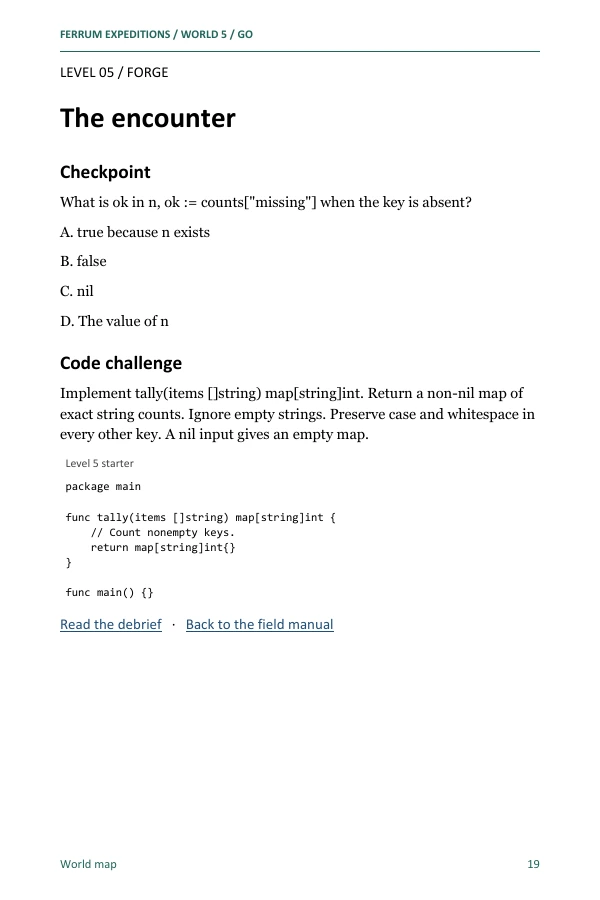 FERRUM EXPEDITIONS / WORLD 5 / GO
LEVEL 05 / FORGE
The encounter
Checkpoint
What is ok in n, ok := counts["missing"] when the key is absent?
A. true because n exists
B. false
C. nil
D. The value of n
Code challenge
Implement tally(items []string) map[string]int. Return a non-nil map of
exact string counts. Ignore empty strings. Preserve case and whitespace in
every other key. A nil input gives an empty map.
Level 5 starter
package main
func tally(items []string) map[string]int {
    // Count nonempty keys.
    return map[string]int{}
}
func main() {}
Read the debrief · Back to the field manual
World map 19